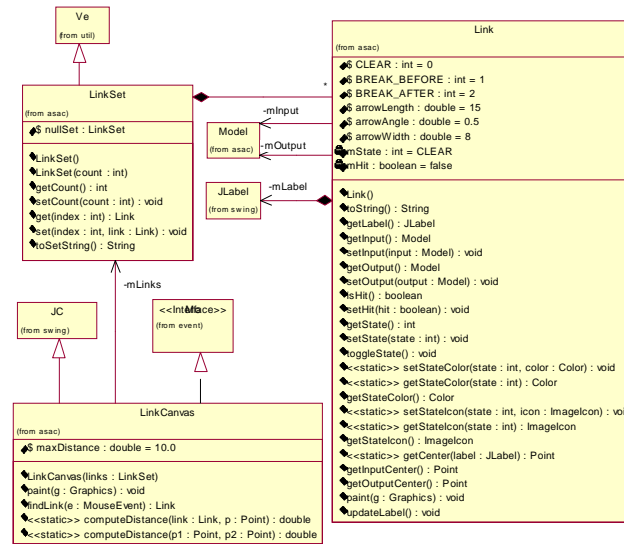 Ve
(from util)
LinkSet
(from asac)
$ nullSet : LinkSet
LinkSet()
LinkSet(count : int)
getCount() : int
setCount(count : int) : void
get(index : int) : Link
set(index : int, link : Link) : void
toSetString() : String
*
-mInput
Model
(from asac)
-mOutput
JLabel
(from swing)
-mLabel
Link
(from asac)
$ CLEAR : int = 0
$ BREAK_BEFORE : int = 1
$ BREAK_AFTER : int = 2
$ arrowLength : double = 15
$ arrowAngle : double = 0.5
$ arrowWidth : double = 8
mState : int = CLEAR
mHit : boolean = false
Link()
toString() : String
getLabel() : JLabel
getInput() : Model
setInput(input : Model) : void
getOutput() : Model
setOutput(output : Model) : void
isHit() : boolean
setHit(hit : boolean) : void
getState() : int
setState(state : int) : void
toggleState() : void
<<static>> setStateColor(state : int, color : Color) : void
<<static>> getStateColor(state : int) : Color
getStateColor() : Color
<<static>> setStateIcon(state : int, icon : ImageIcon) : voi
<<static>> getStateIcon(state : int) : ImageIcon
getStateIcon() : ImageIcon
<<static>> getCenter(label : JLabel) : Point
getInputCenter() : Point
getOutputCenter() : Point
paint(g : Graphics) : void
updateLabel() : void
-mLinks
JC
(from swing)
<<Interface>>
(from event)
LinkCanvas
(from asac)
$ maxDistance : double = 10.0
LinkCanvas(links : LinkSet)
paint(g : Graphics) : void
findLink(e : MouseEvent) : Link
<<static>> computeDistance(link : Link, p : Point) : double
<<static>> computeDistance(p1 : Point, p2 : Point) : double